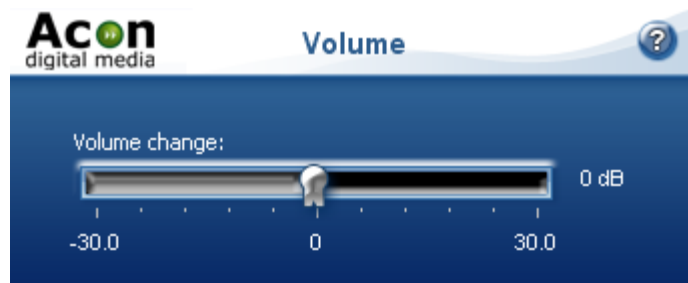 Acon
digital media
Volume
?
Volume change:
0 dB
-30.0 0 30.0